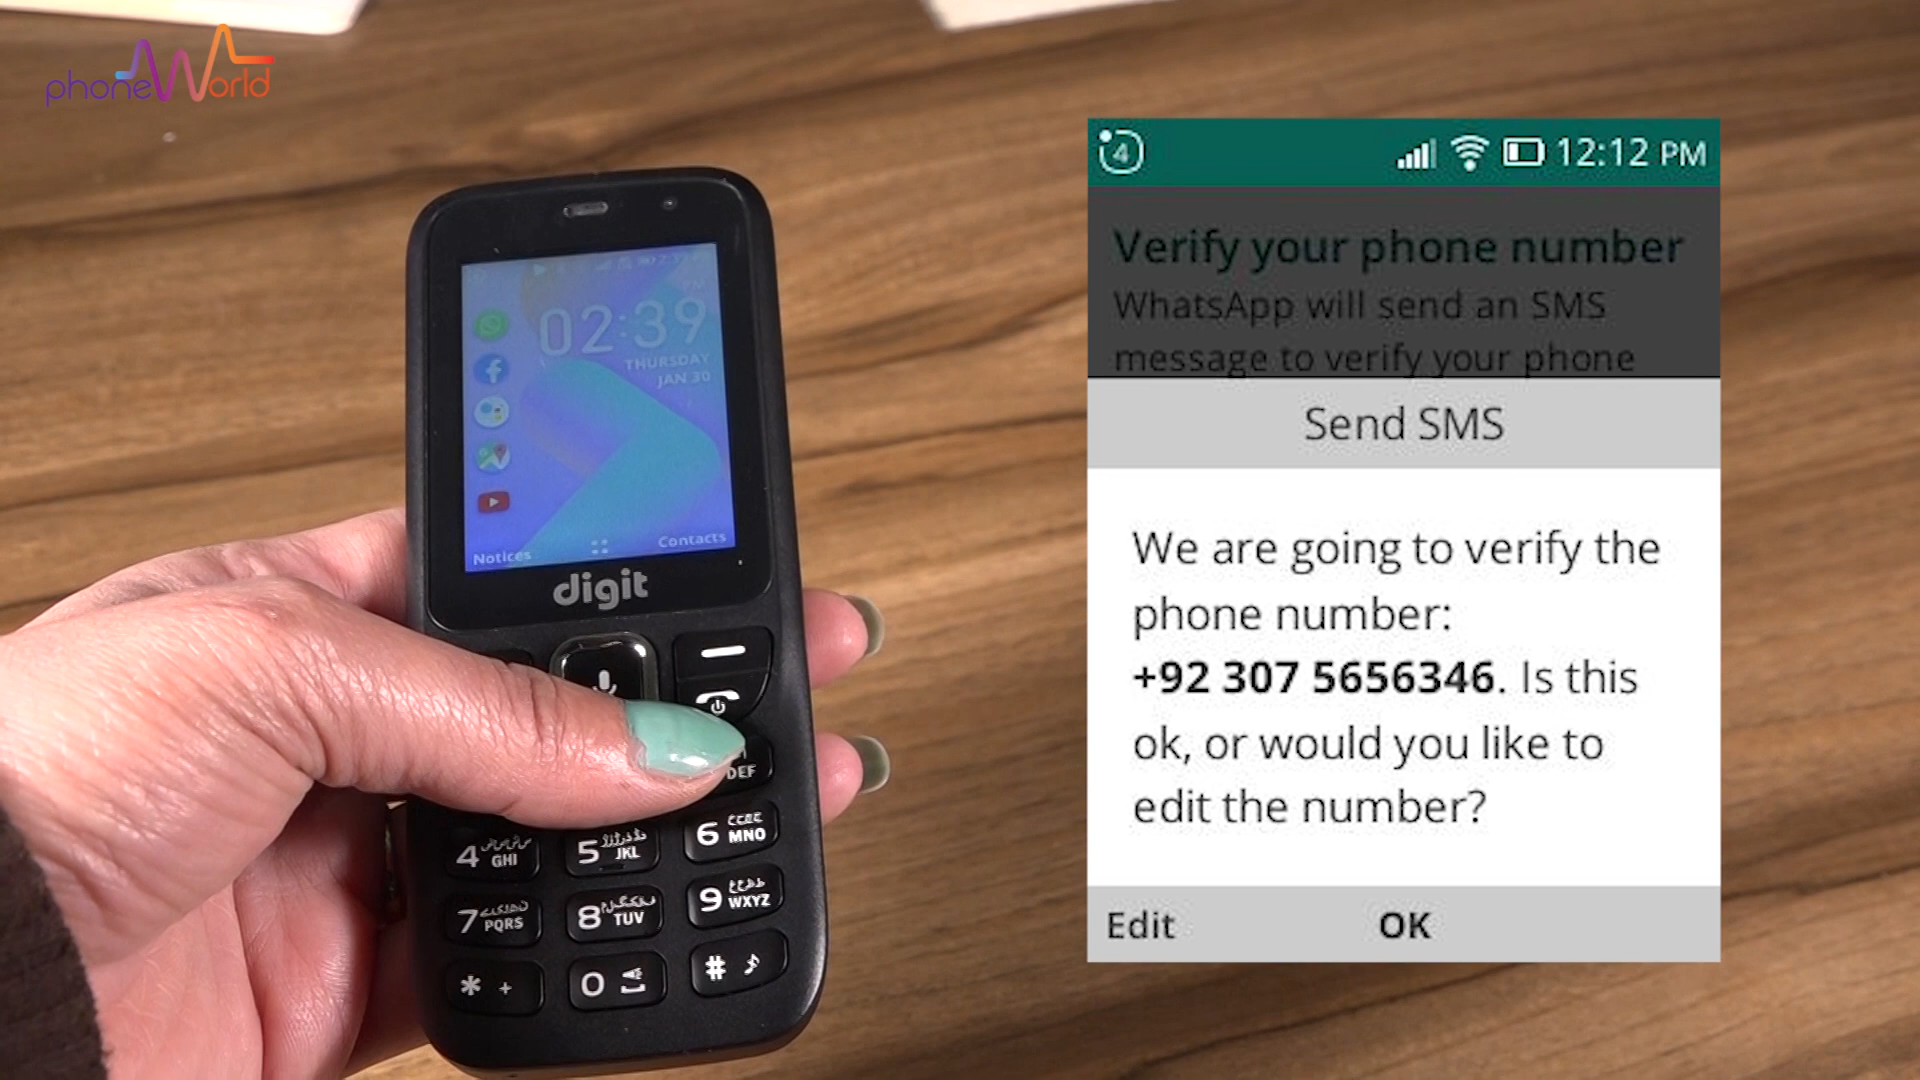 phoneWorld
02:39
PM
THURSDAY
JAN 30
Notices
Contacts
digit
DEF
4 GHI
5 JKL
6 MNO
7 PQRS
8 TUV
9 WXYZ
* +
0
#
4
12:12 PM
Verify your phone number
WhatsApp will send an SMS
message to verify your phone
Send SMS
We are going to verify the
phone number:
+92 307 5656346. Is this
ok, or would you like to
edit the number?
Edit
OK